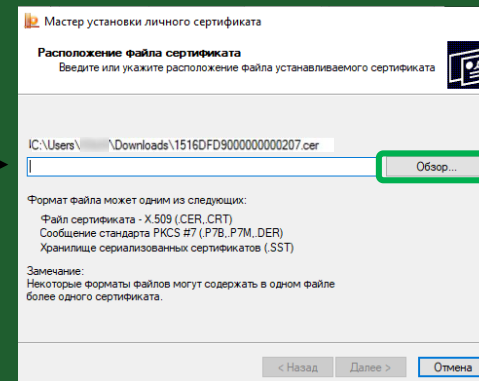 Мастер установки личного сертификата
Расположение файла сертификата
Введите или укажите расположение файла устанавливаемого сертификата
C:\Users\ \Downloads\1516DFD9000000000207.cer
Обзор...
Формат файла может одним из следующих:
Файл сертификата - X.509 (.CER,.CRT)
Сообщение стандарта PKCS #7 (.P7B,.P7M,.DER)
Хранилище сериализованных сертификатов (.SST)
Замечание:
Некоторые форматы файлов могут содержать в одном файле
более одного сертификата.
< Назад Далее > Отмена